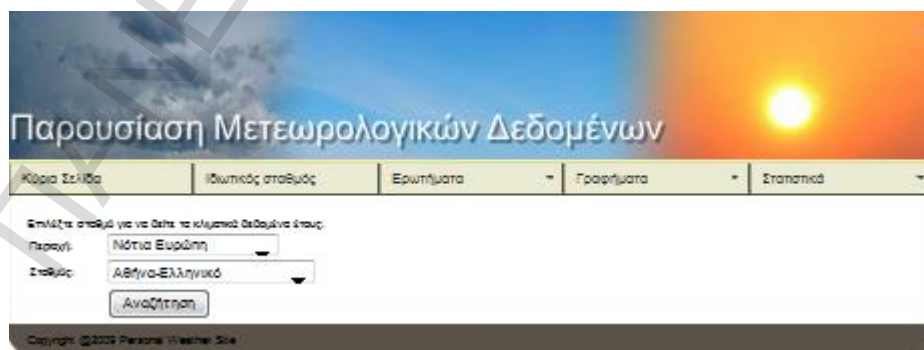 Παρουσίαση Μετεωρολογικών Δεδομένων
Κύρια Σελίδα Ιδιωτικός σταθμός Ερωτήματα Γραφήματα Στατιστικά
Επιλέξτε σταθμό για να δείτε τα κλιματικά δεδομένα έτους.
Περιοχή: Νότια Ευρώπη
Σταθμός: Αθήνα-Ελληνικό
Αναζήτηση
Copyright @2009 Personal Weather Site